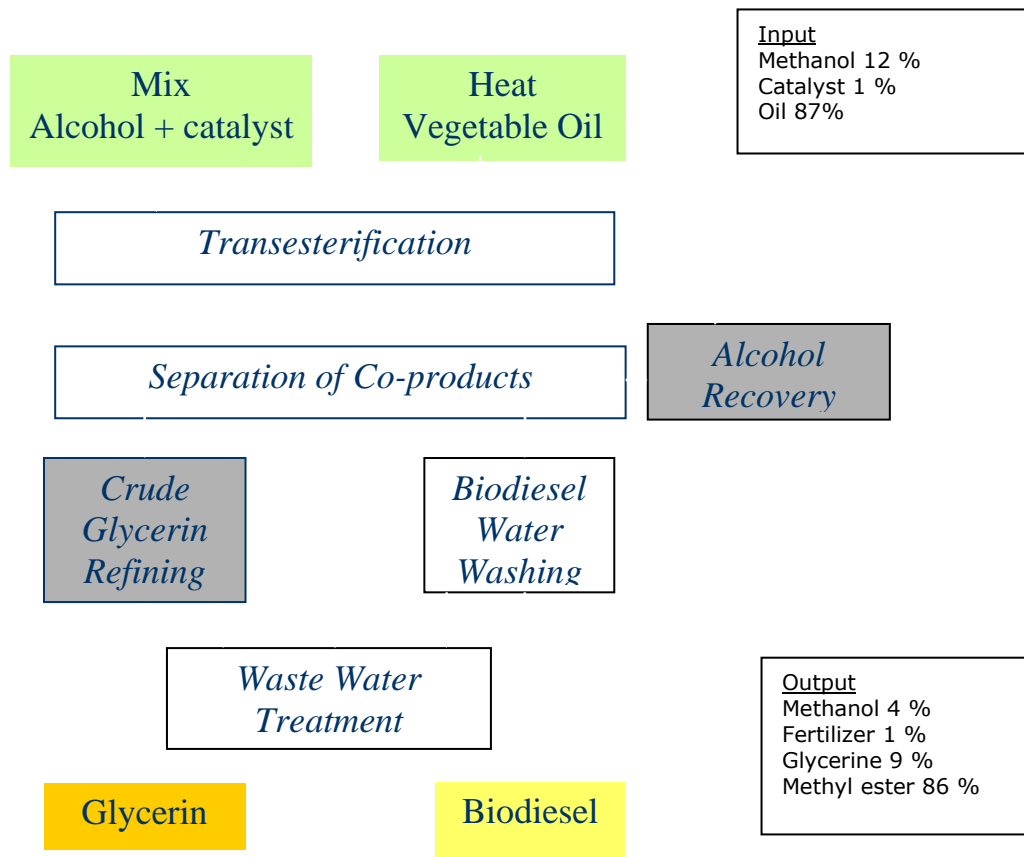 Mix
Alcohol + catalyst
Heat
Vegetable Oil
Input
Methanol 12 %
Catalyst 1 %
Oil 87%
Transesterification
Separation of Co-products
Alcohol
Recovery
Crude
Glycerin
Refining
Biodiesel
Water
Washing
Waste Water
Treatment
Output
Methanol 4 %
Fertilizer 1 %
Glycerine 9 %
Methyl ester 86 %
Glycerin
Biodiesel